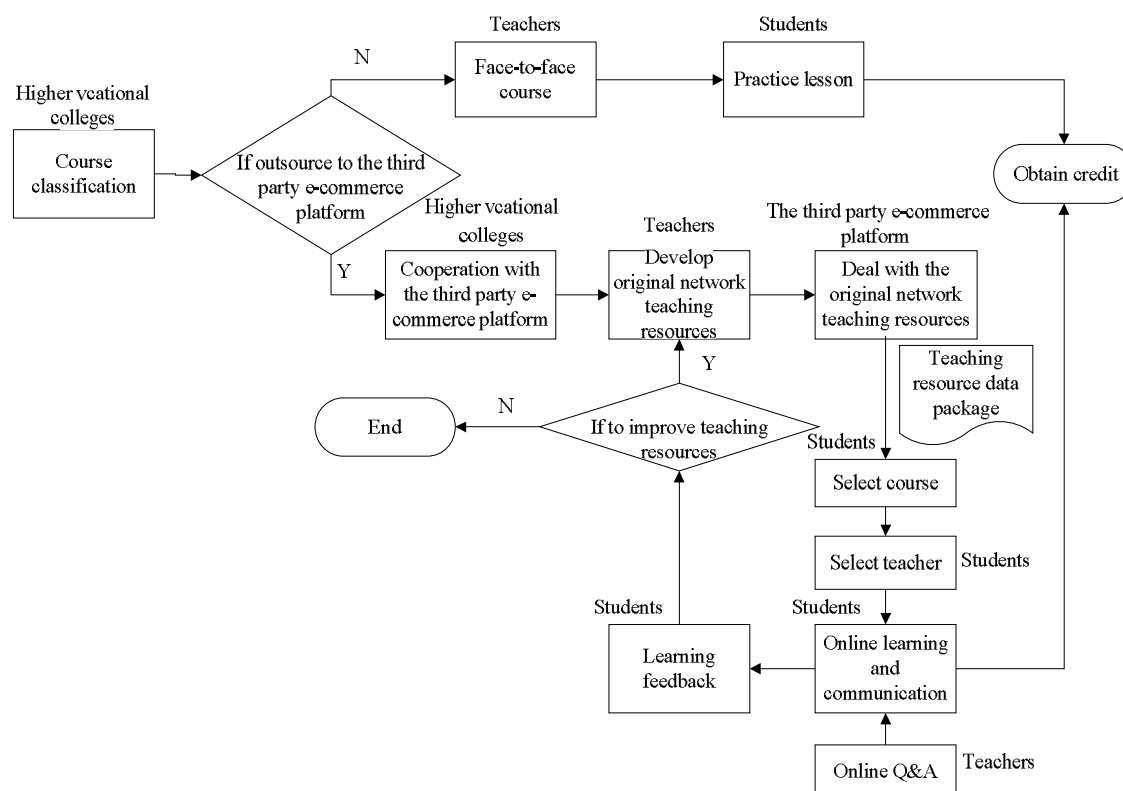 Teachers
Students
N
Face-to-face
course
Practice lesson
Higher vcational
colleges
Course
classification
If outsource to the third
party e-commerce
platform
Obtain credit
Higher vcational
colleges
Teachers
The third party e-commerce
platform
Y
Cooperation with
the third party e-
commerce platform
Develop
original network
teaching
resources
Deal with the
original network
teaching resources
Y
Teaching
resource data
package
N
End
If to improve teaching
resources
Students
Select course
Select teacher
Students
Students
Students
Learning
feedback
Online learning
and
communication
Online Q&A
Teachers